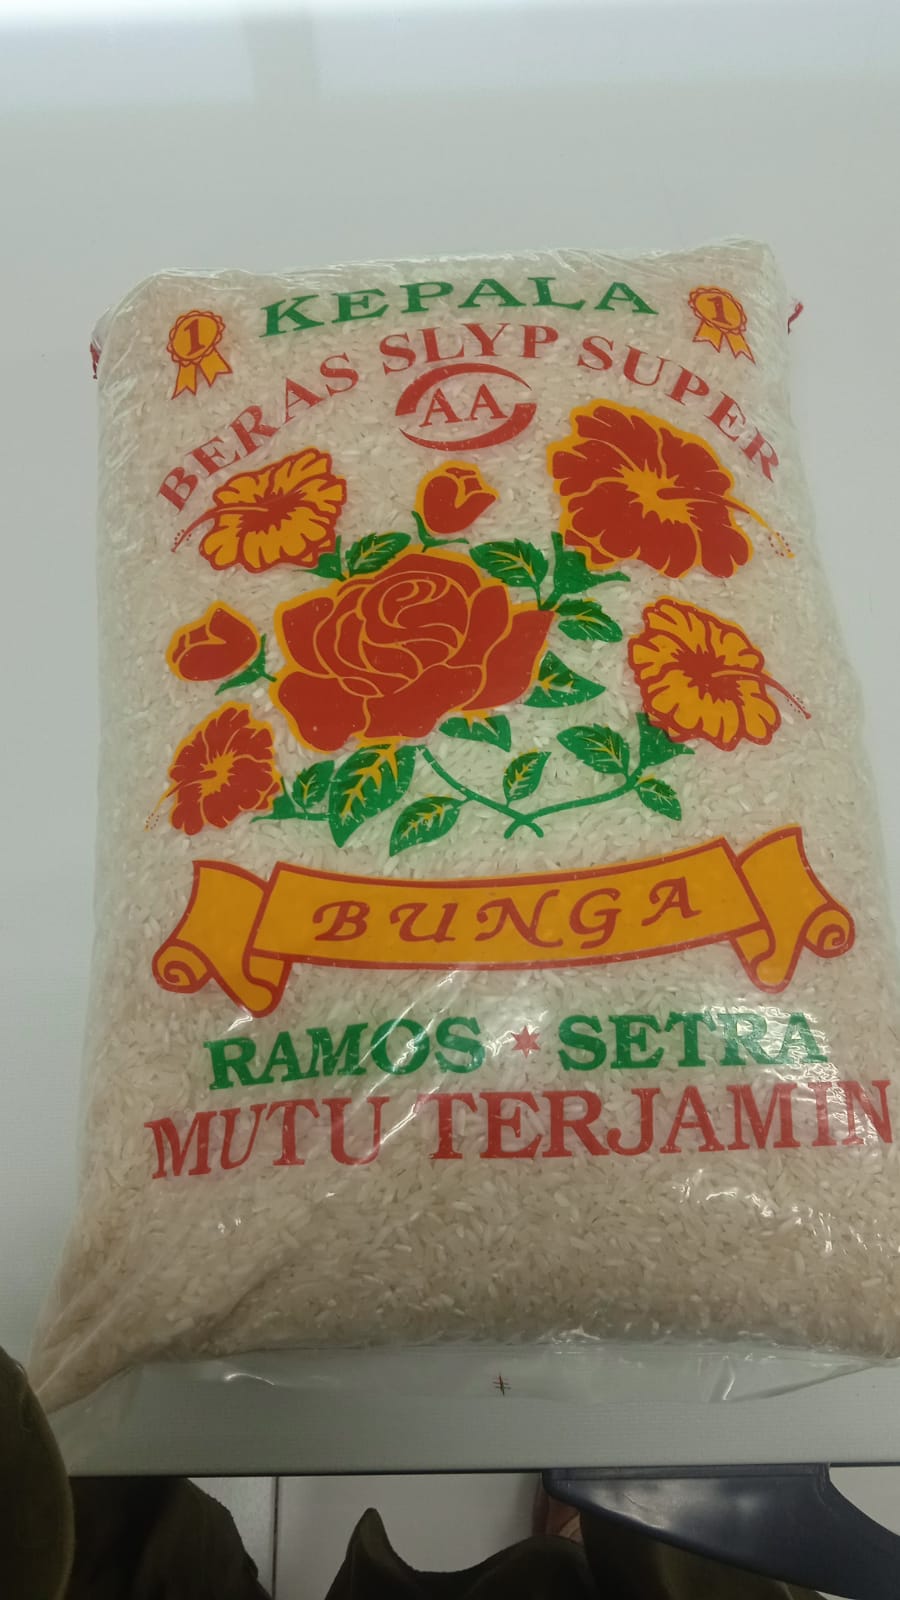 KEPALA
1
1
BERAS SLYP SUPER
AA
BUNGA
RAMOS * SETRA
MUTU TERJAMIN